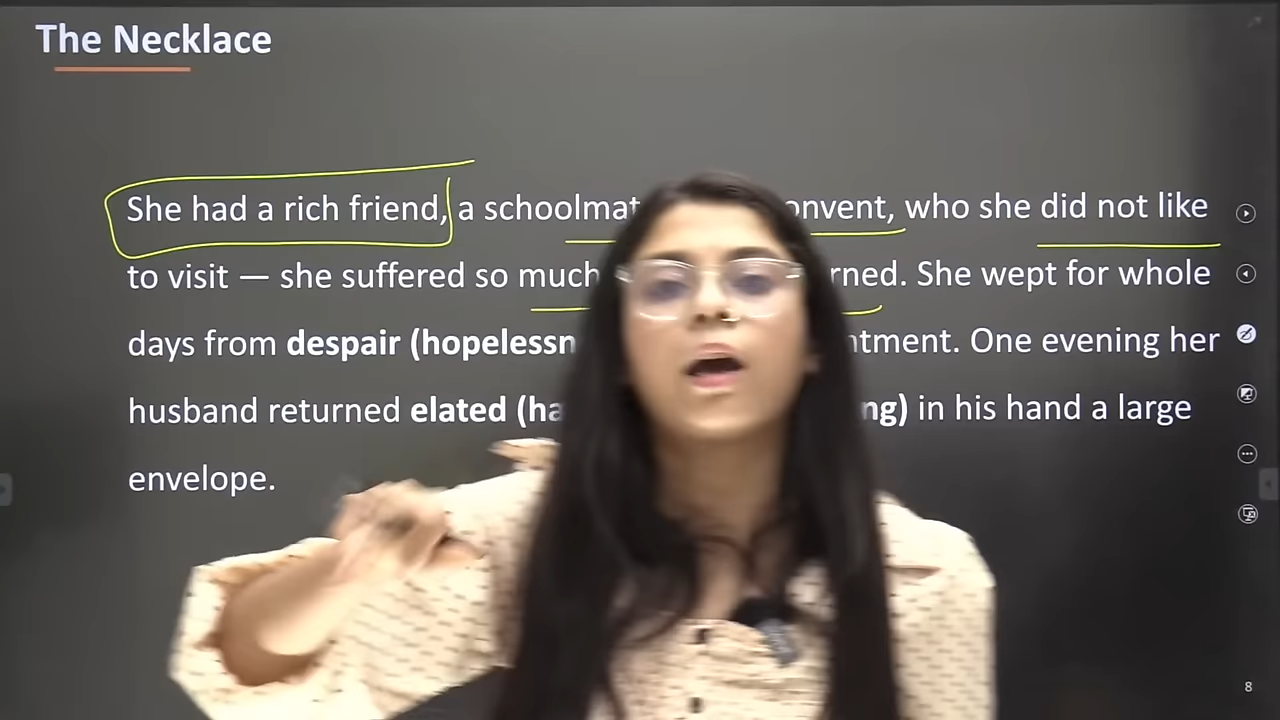 The Necklace
She had a rich friend, a schoolmat onvent, who she did not like
to visit — she suffered so much rned. She wept for whole
days from despair (hopelessn ntment. One evening her
husband returned elated (ha ng) in his hand a large
envelope.
8